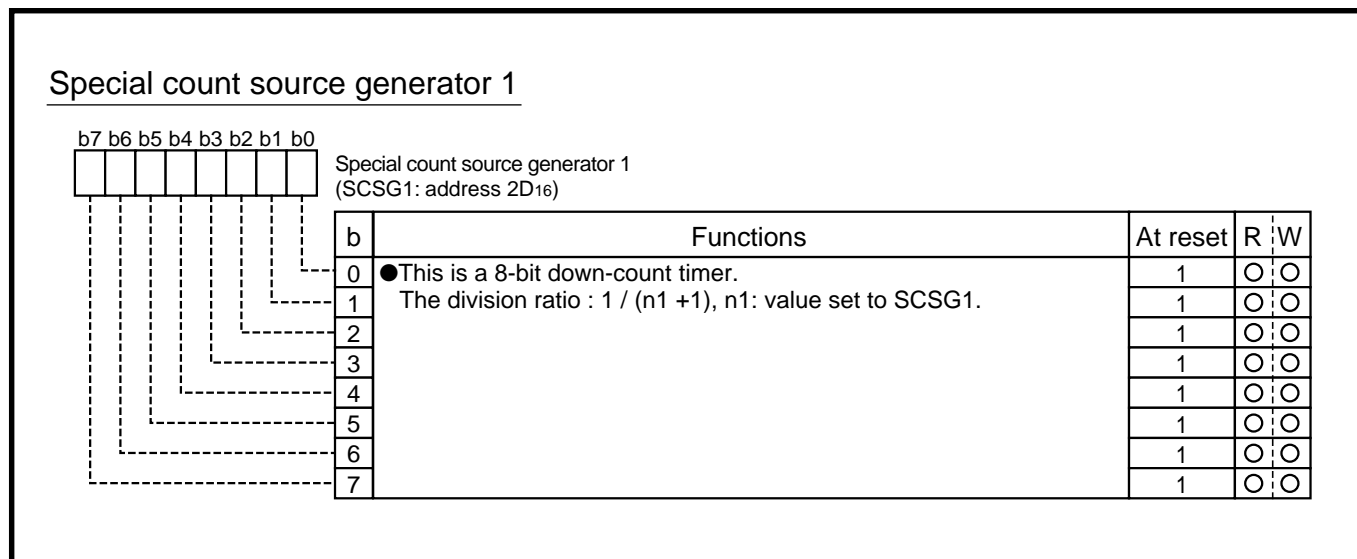 Special count source generator 1
b7 b6 b5 b4 b3 b2 b1 b0
Special count source generator 1
(SCSG1: address 2D16)
b Functions At reset R W
0 ●This is a 8-bit down-count timer. 1 ○ ○
1 The division ratio : 1 / (n1 +1), n1: value set to SCSG1. 1 ○ ○
2 1 ○ ○
3 1 ○ ○
4 1 ○ ○
5 1 ○ ○
6 1 ○ ○
7 1 ○ ○